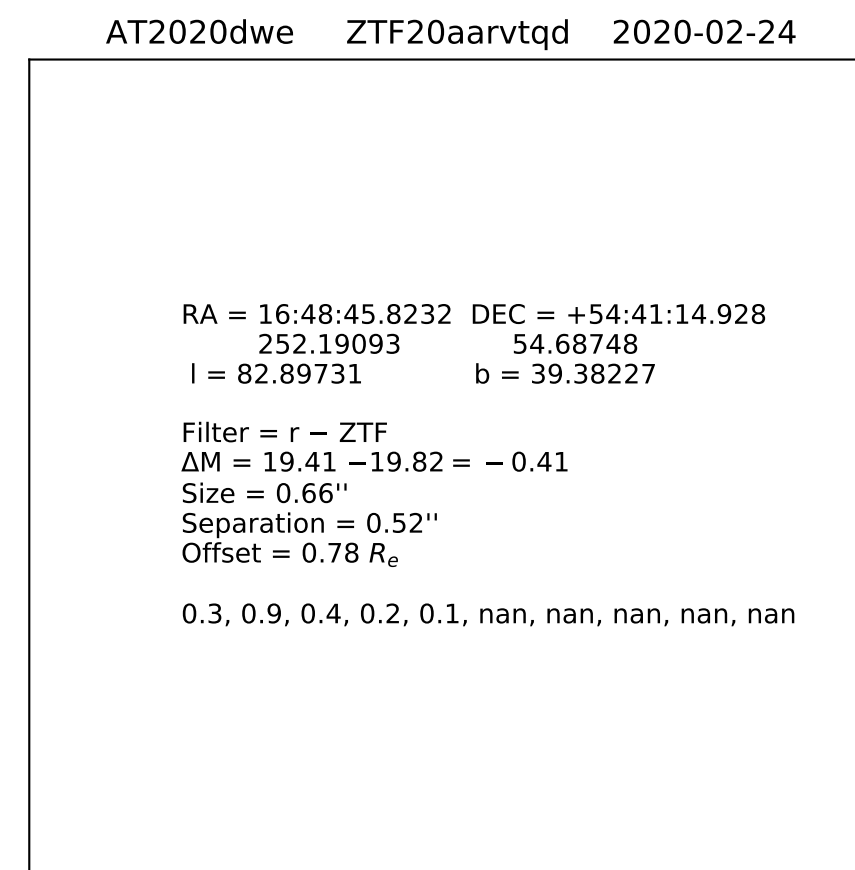 AT2020dwe ZTF20aarvtqd 2020-02-24
RA = 16:48:45.8232 DEC = +54:41:14.928
252.19093 54.68748
l = 82.89731 b = 39.38227
Filter = r − ZTF
ΔM = 19.41 −19.82 = − 0.41
Size = 0.66''
Separation = 0.52''
Offset = 0.78 Rₑ
0.3, 0.9, 0.4, 0.2, 0.1, nan, nan, nan, nan, nan